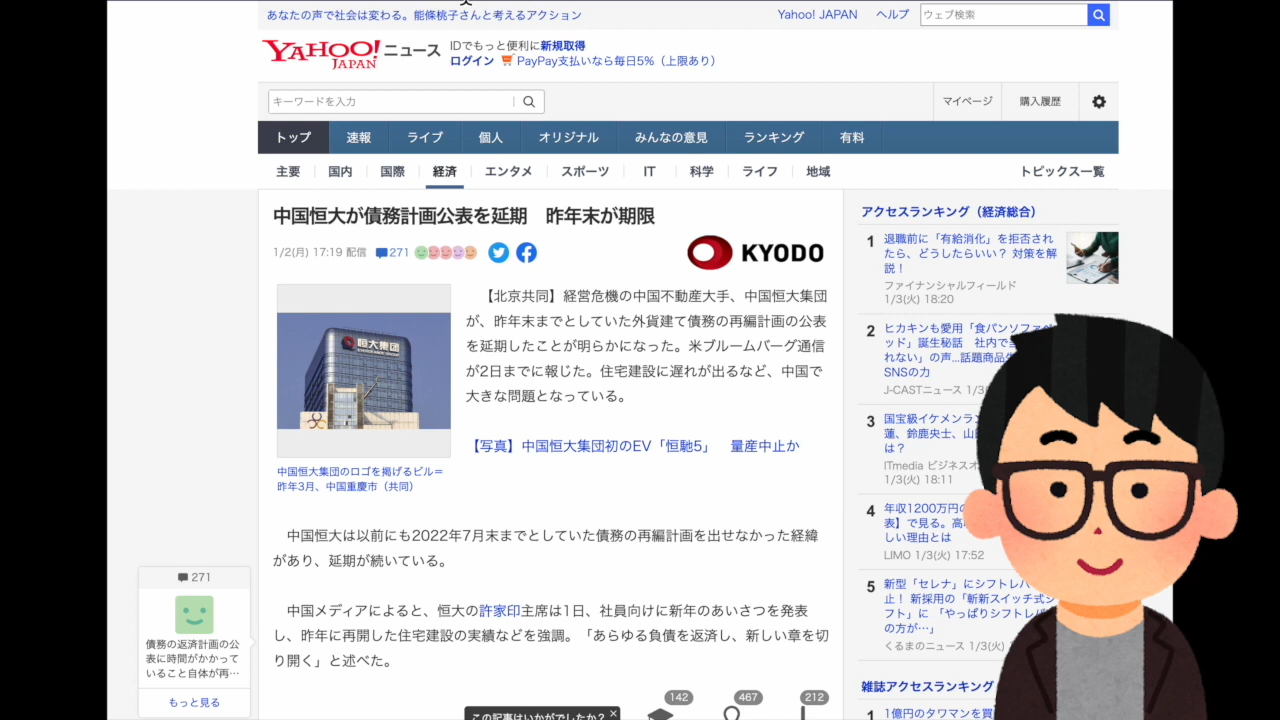 あなたの声で社会は変わる。能條桃子さんと考えるアクション
Yahoo! JAPAN ヘルプ ウェブ検索
YAHOO! JAPAN ニュース
IDでもっと便利に新規取得
ログイン PayPay支払いなら毎日5%(上限あり)
キーワードを入力
マイページ 購入履歴
トップ 速報 ライブ 個人 オリジナル みんなの意見 ランキング 有料
主要 国内 国際 経済 エンタメ スポーツ IT 科学 ライフ 地域 トピックス一覧
中国恒大が債務計画公表を延期 昨年末が期限
1/2(月) 17:19 配信 271
KYODO
恒大集团
【北京共同】経営危機の中国不動産大手、中国恒大集団
が、昨年末までとしていた外貨建て債務の再編計画の公表
を延期したことが明らかになった。米ブルームバーグ通信
が2日までに報じた。住宅建設に遅れが出るなど、中国で
大きな問題となっている。
【写真】中国恒大集団初のEV「恒馳5」 量産中止か
中国恒大集団のロゴを掲げるビル=
昨年3月、中国重慶市(共同)
中国恒大は以前にも2022年7月末までとしていた債務の再編計画を出せなかった経緯
があり、延期が続いている。
中国メディアによると、恒大の許家印主席は1日、社員向けに新年のあいさつを発表
し、昨年に再開した住宅建設の実績などを強調。「あらゆる負債を返済し、新しい章を切
り開く」と述べた。
142 467 212
この記事はいかがでしたか?
271
債務の返済計画の公
表に時間がかかって
いること自体が再…
もっと見る
アクセスランキング(経済総合)
1 退職前に「有給消化」を拒否され
たら、どうしたらいい? 対策を解
説!
ファイナンシャルフィールド
1/3(火) 18:20
2 ヒカキンも愛用「食パンソファベ
ッド」誕生秘話 社内で
れない」の声…話題商品
SNSの力
J-CASTニュース
3 国宝級イケメンラン
蓮、鈴鹿央士、山
は?
ITmedia ビジネスオ
1/3(火) 18:11
4 年収1200万円の
表】で見る。高
しい理由とは
LIMO 1/3(火) 17:52
5 新型「セレナ」にシフトレバ
止! 新採用の「斬新スイッチ式シ
フト」に 「やっぱりシフトレバ
の方が…」
くるまのニュース 1/3(火)
雑誌アクセスランキング
1 1億円のタワマンを買